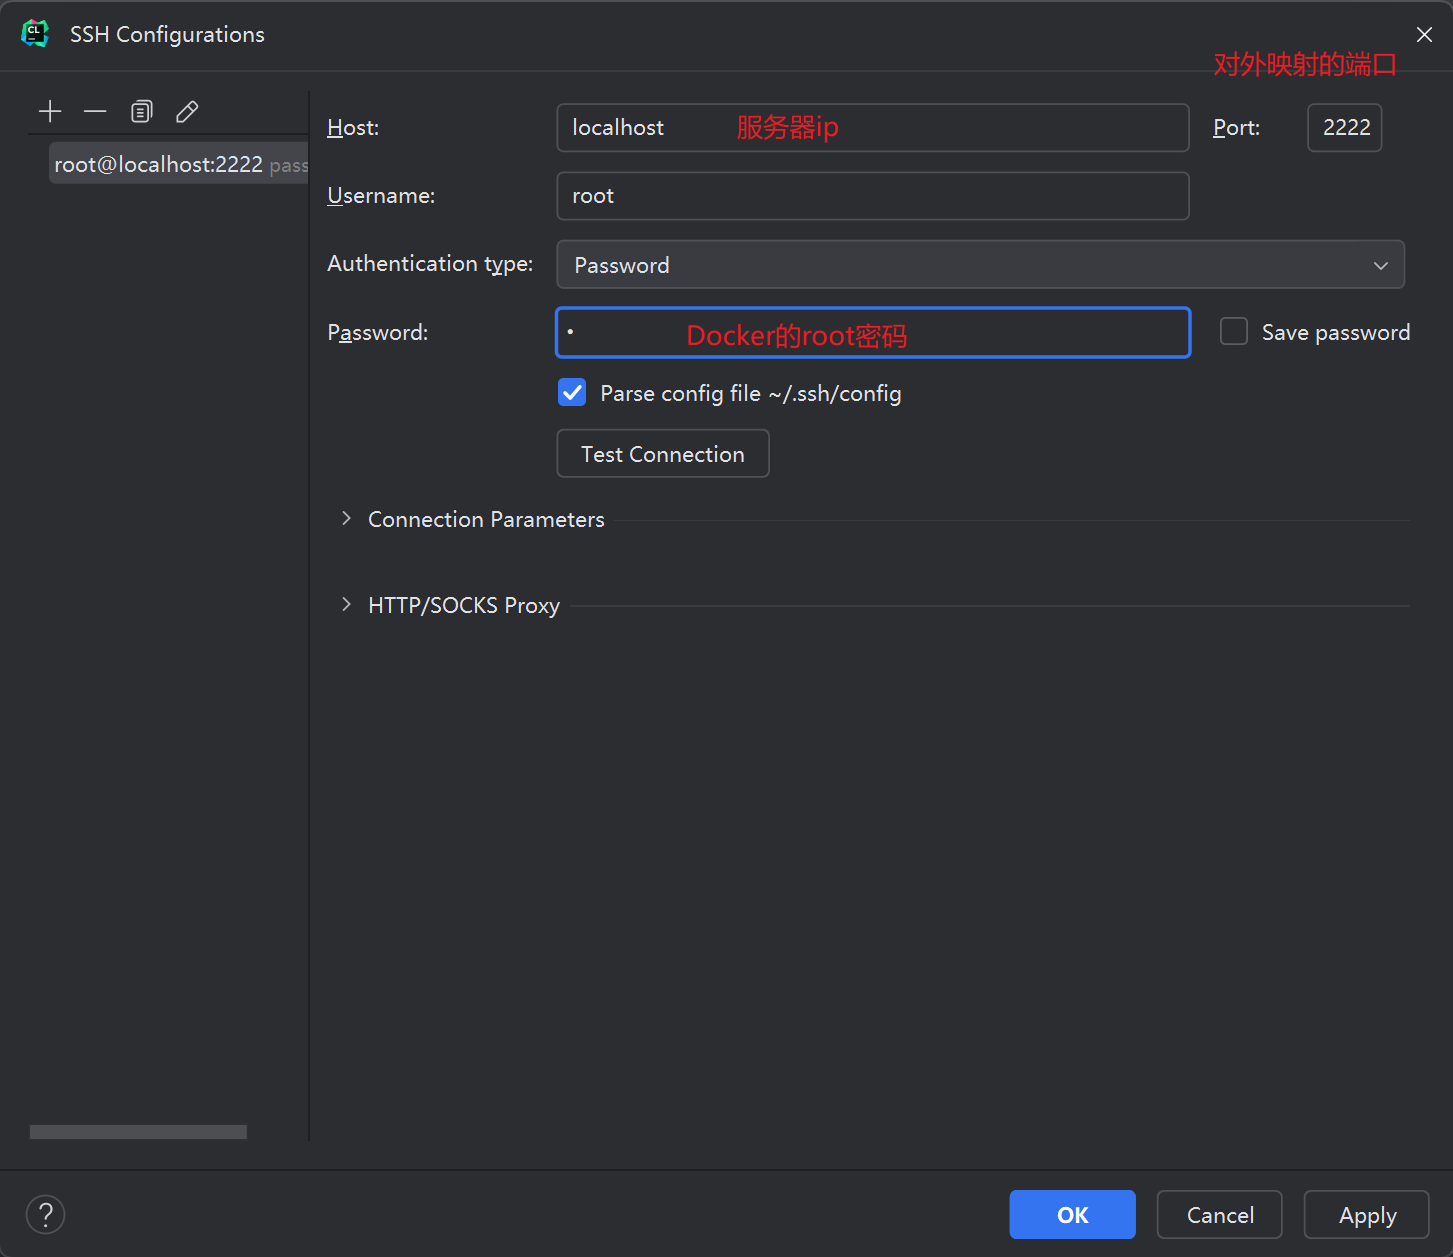 CL
SSH Configurations
对外映射的端口
Host:
localhost
服务器ip
Port:
2222
root@localhost:2222 pass
Username:
root
Authentication type:
Password
Password:
•
Docker的root密码
Save password
Parse config file ~/.ssh/config
Test Connection
Connection Parameters
HTTP/SOCKS Proxy
?
OK
Cancel
Apply